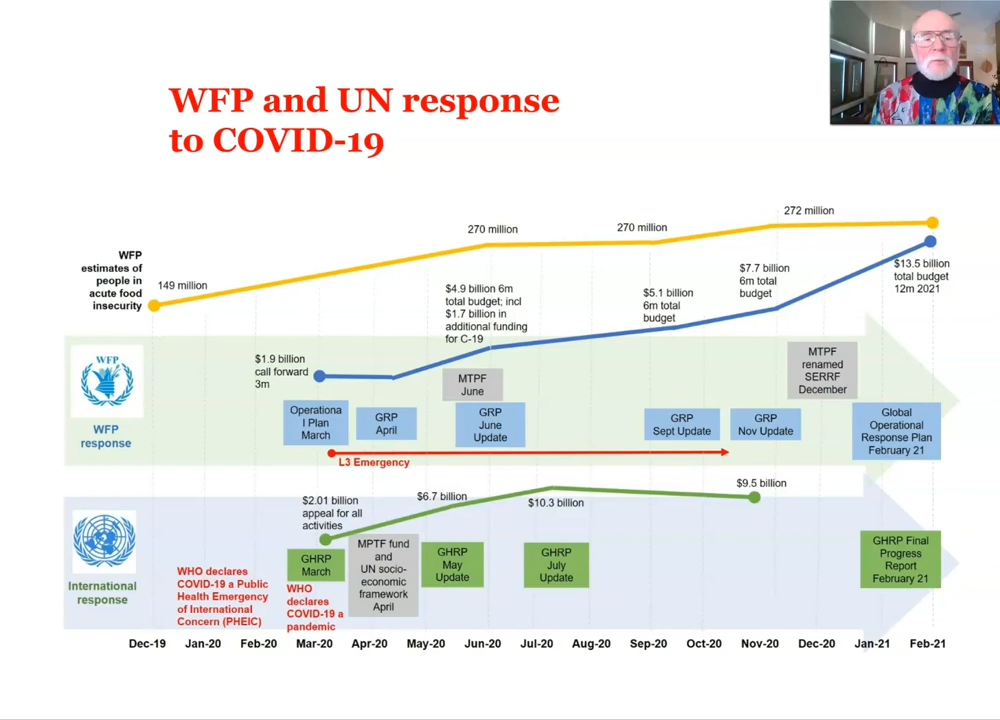 WFP and UN response
to COVID-19
272 million
270 million
270 million
WFP
estimates of
people in
acute food
insecurity
149 million
$13.5 billion
total budget
12m 2021
$7.7 billion
6m total
budget
$4.9 billion 6m
total budget; incl
$1.7 billion in
additional funding
for C-19
$5.1 billion
6m total
budget
$1.9 billion
call forward
3m
WFP
WFP
response
MTPF
June
MTPF
renamed
SERRF
December
Operationa
l Plan
March
GRP
April
GRP
June
Update
GRP
Sept Update
GRP
Nov Update
Global
Operational
Response Plan
February 21
L3 Emergency
$2.01 billion
appeal for all
activities
$6.7 billion
$10.3 billion
$9.5 billion
International
response
WHO declares
COVID-19 a Public
Health Emergency
of International
Concern (PHEIC)
GHRP
March
WHO
declares
COVID-19 a
pandemic
MPTF fund
and
UN socio-
economic
framework
April
GHRP
May
Update
GHRP
July
Update
GHRP Final
Progress
Report
February 21
Dec-19 Jan-20 Feb-20 Mar-20 Apr-20 May-20 Jun-20 Jul-20 Aug-20 Sep-20 Oct-20 Nov-20 Dec-20 Jan-21 Feb-21